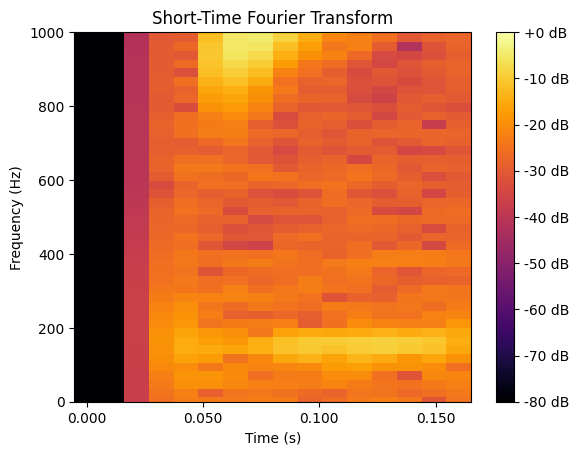 Short-Time Fourier Transform
1000
800
600
400
200
0
Frequency (Hz)
0.000
0.050
0.100
0.150
Time (s)
+0 dB
-10 dB
-20 dB
-30 dB
-40 dB
-50 dB
-60 dB
-70 dB
-80 dB